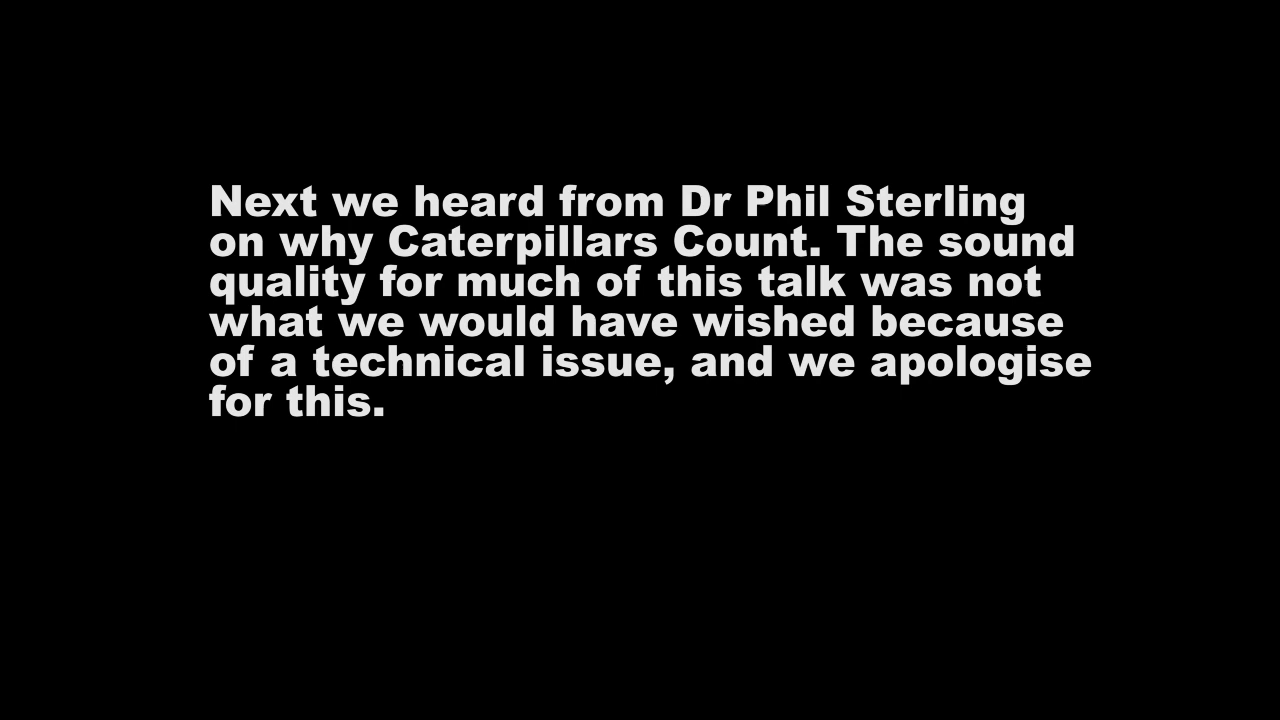 Next we heard from Dr Phil Sterling
on why Caterpillars Count. The sound
quality for much of this talk was not
what we would have wished because
of a technical issue, and we apologise
for this.